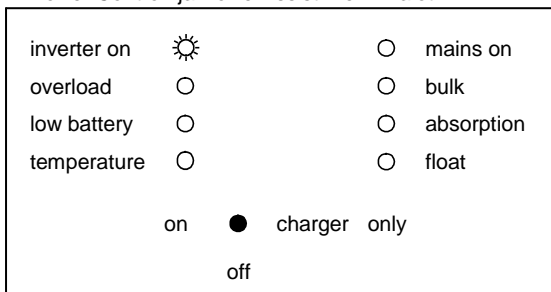 inverter on mains on
overload bulk
low battery absorption
temperature float
on charger only
off